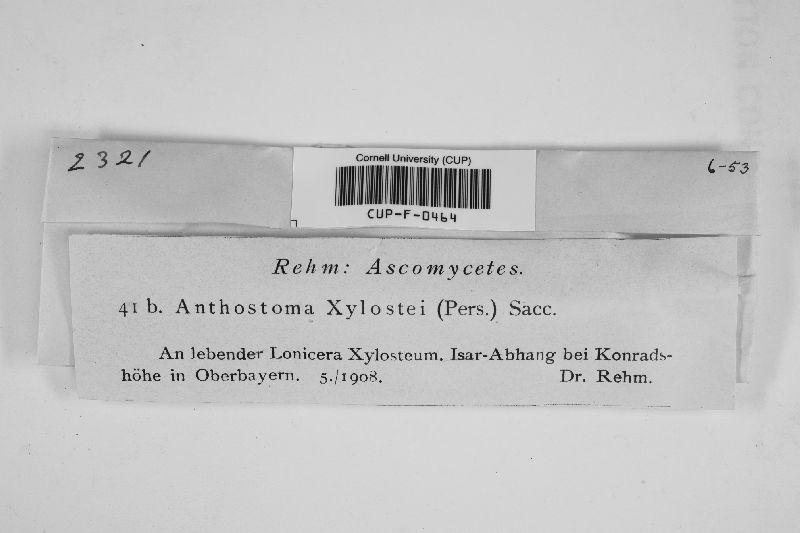 2321
Cornell University (CUP)
CUP-F-0464
6-53
Rehm: Ascomycetes.
41 b. Anthostoma Xylostei (Pers.) Sacc.
An lebender Lonicera Xylosteum. Isar-Abhang bei Konrads-
höhe in Oberbayern. 5./1908. Dr. Rehm.